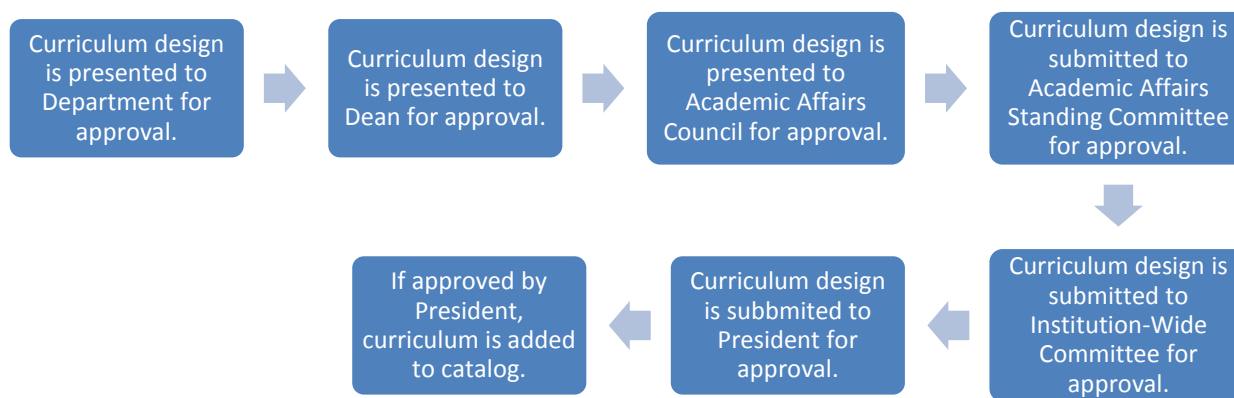 Curriculum design
is presented to
Department for
approval.
Curriculum design
is presented to
Dean for approval.
Curriculum design is
presented to
Academic Affairs
Council for approval.
Curriculum design is
submitted to
Academic Affairs
Standing Committee
for approval.
Curriculum design is
submitted to
Institution-Wide
Committee for
approval.
Curriculum design
is subbmited to
President for
approval.
If approved by
President,
curriculum is added
to catalog.